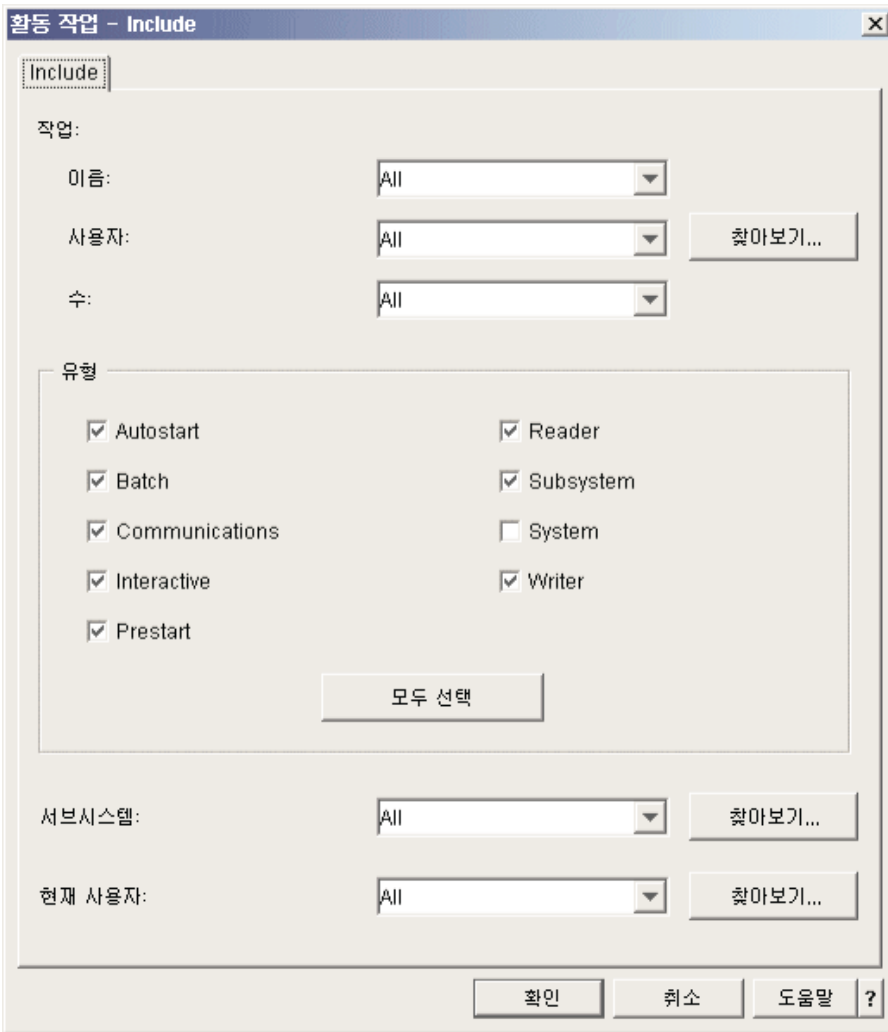 활동 작업 - Include
Include
작업:
이름: All
사용자: All 찾아보기...
수: All
유형
Autostart Reader
Batch Subsystem
Communications System
Interactive Writer
Prestart
모두 선택
서브시스템: All 찾아보기...
현재 사용자: All 찾아보기...
확인 취소 도움말 ?